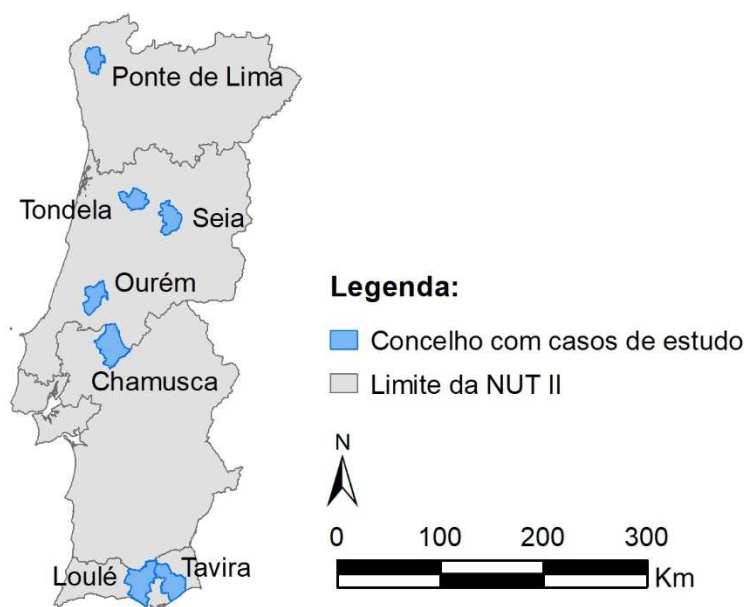 Ponte de Lima
Tondela
Seia
Ourém
Chamusca
Loulé
Tavira
Legenda:
Concelho com casos de estudo
Limite da NUT II
N
0 100 200 300
Km